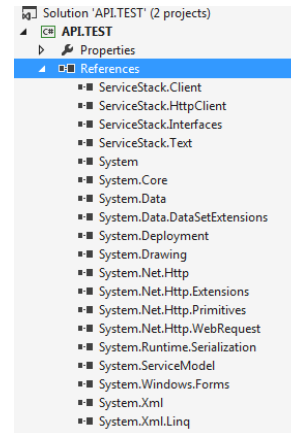 Solution 'API.TEST' (2 projects)
C# API.TEST
Properties
References
ServiceStack.Client
ServiceStack.HttpClient
ServiceStack.Interfaces
ServiceStack.Text
System
System.Core
System.Data
System.Data.DataSetExtensions
System.Deployment
System.Drawing
System.Net.Http
System.Net.Http.Extensions
System.Net.Http.Primitives
System.Net.Http.WebRequest
System.Runtime.Serialization
System.ServiceModel
System.Windows.Forms
System.Xml
System.Xml.Linq